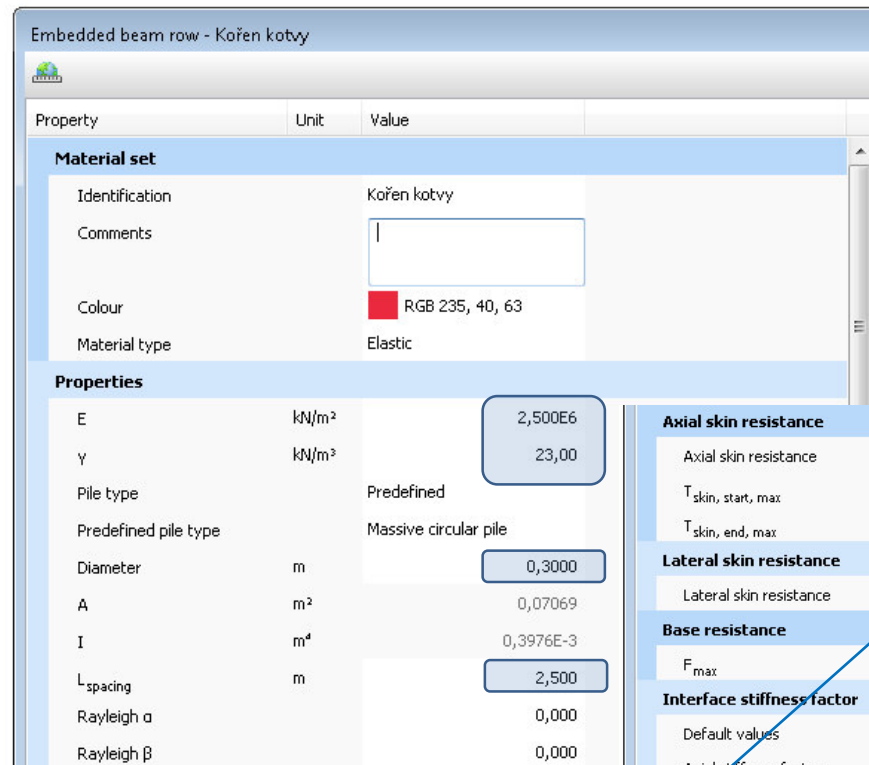 Embedded beam row - Kořen kotvy
Property Unit Value
Material set
Identification Kořen kotvy
Comments
Colour RGB 235, 40, 63
Material type Elastic
Properties
E kN/m² 2,500E6
γ kN/m³ 23,00
Pile type Predefined
Predefined pile type Massive circular pile
Diameter m 0,3000
A m² 0,07069
I m⁴ 0,3976E-3
Lspacing m 2,500
Rayleigh α 0,000
Rayleigh β 0,000
Axial skin resistance
Axial skin resistance
Tskin, start, max
Tskin, end, max
Lateral skin resistance
Lateral skin resistance
Base resistance
Fmax
Interface stiffness factor
Default values